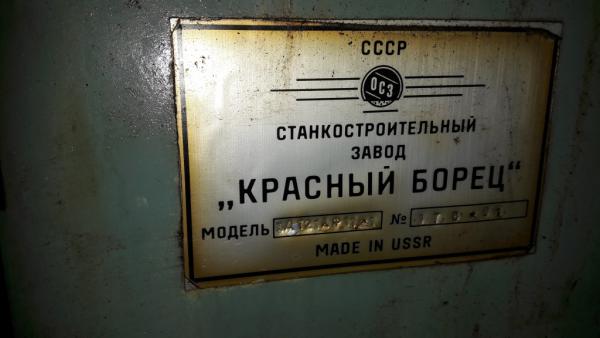 СССР
ОСЗ
СТАНКОСТРОИТЕЛЬНЫЙ
ЗАВОД
„КРАСНЫЙ БОРЕЦ“
МОДЕЛЬ №
MADE IN USSR